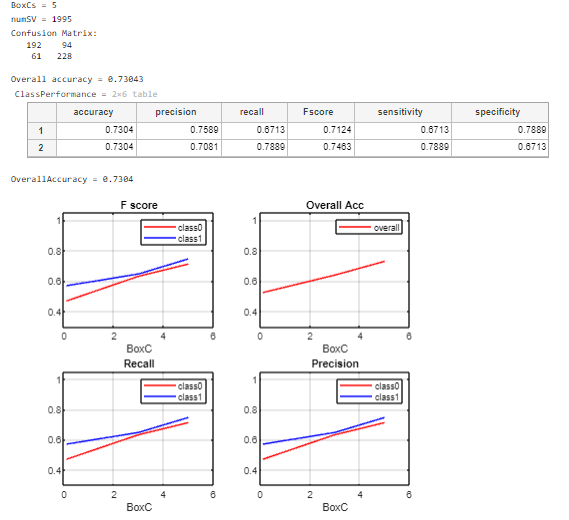 BoxCs = 5
numSV = 1995
Confusion Matrix:
192 94
61 228
Overall accuracy = 0.73043
ClassPerformance = 2×6 table
accuracy precision recall Fscore sensitivity specificity
1 0.7304 0.7589 0.6713 0.7124 0.6713 0.7889
2 0.7304 0.7081 0.7889 0.7463 0.7889 0.6713
OverallAccuracy = 0.7304
F score
class0
class1
1
0.8
0.6
0.4
0 2 4 6
BoxC
Overall Acc
overall
1
0.8
0.6
0.4
0 2 4 6
BoxC
Recall
class0
class1
1
0.8
0.6
0.4
0 2 4 6
BoxC
Precision
class0
class1
1
0.8
0.6
0.4
0 2 4 6
BoxC